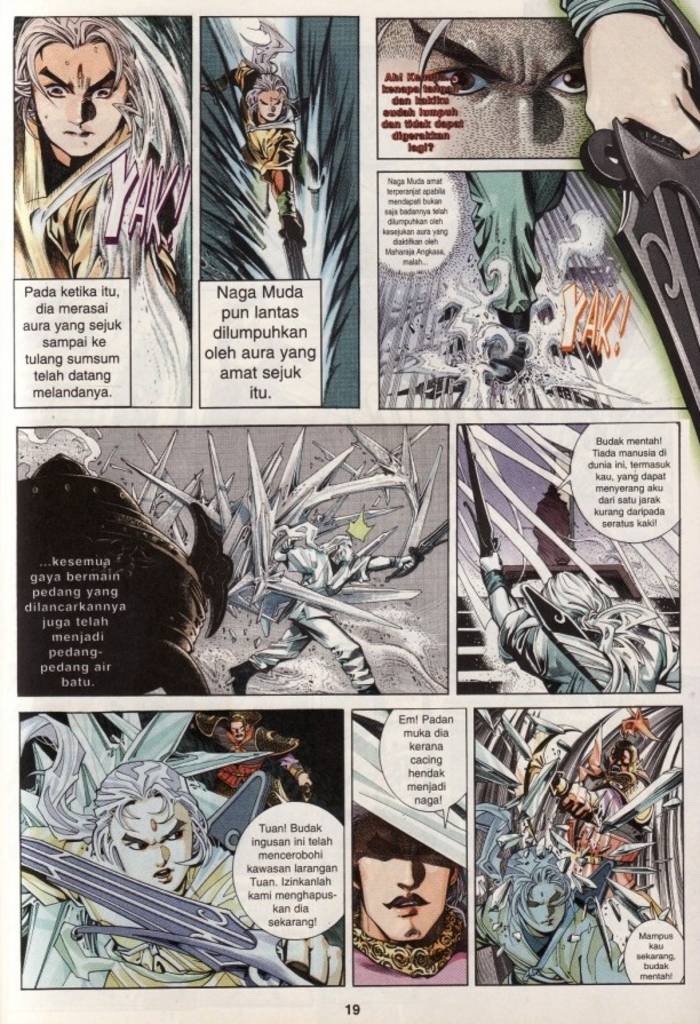 YAK!
Pada ketika itu,
dia merasai
aura yang sejuk
sampai ke
tulang sumsum
telah datang
melandanya.
Naga Muda
pun lantas
dilumpuhkan
oleh aura yang
amat sejuk
itu.
Ah! Kenapa
kenapa tangan
dan kakiku
sudah lumpuh
dan tidak dapat
digerakkan
lagi?
Naga Muda amat
terperanjat apabila
mendapati bukan
saja badannya telah
dilumpuhkan oleh
kesejukan aura yang
diaktifkan oleh
Maharaja Angkasa,
malah...
YAK!
...kesemua
gaya bermain
pedang yang
dilancarkannya
juga telah
menjadi
pedang-
pedang air
batu.
Budak mentah!
Tiada manusia di
dunia ini, termasuk
kau, yang dapat
menyerang aku
dari satu jarak
kurang daripada
seratus kaki!
Tuan! Budak
ingusan ini telah
mencerobohi
kawasan larangan
Tuan. Izinkanlah
kami menghapus-
kan dia
sekarang!
Em! Padan
muka dia
kerana
cacing
hendak
menjadi
naga!
Mampus
kau
sekarang,
budak
mentah!
19